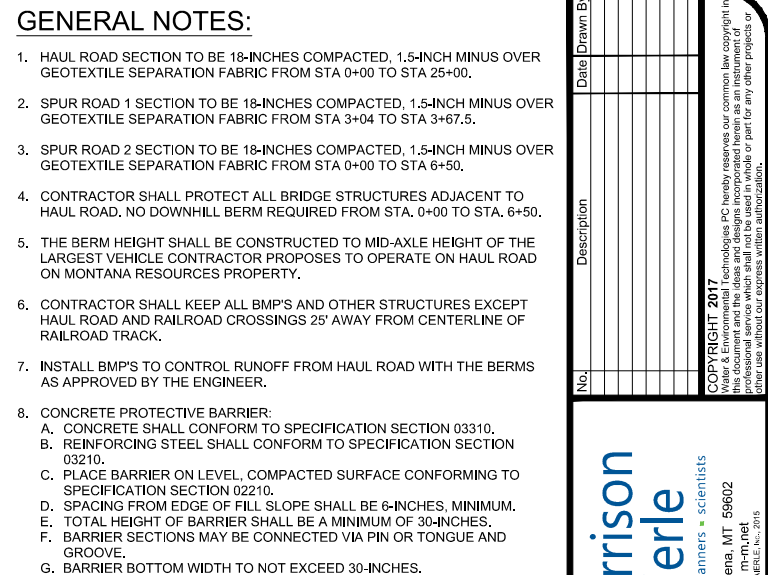 GENERAL NOTES:
1. HAUL ROAD SECTION TO BE 18-INCHES COMPACTED, 1.5-INCH MINUS OVER
GEOTEXTILE SEPARATION FABRIC FROM STA 0+00 TO STA 25+00.
2. SPUR ROAD 1 SECTION TO BE 18-INCHES COMPACTED, 1.5-INCH MINUS OVER
GEOTEXTILE SEPARATION FABRIC FROM STA 3+04 TO STA 3+67.5.
3. SPUR ROAD 2 SECTION TO BE 18-INCHES COMPACTED, 1.5-INCH MINUS OVER
GEOTEXTILE SEPARATION FABRIC FROM STA 0+00 TO STA 6+50.
4. CONTRACTOR SHALL PROTECT ALL BRIDGE STRUCTURES ADJACENT TO
HAUL ROAD. NO DOWNHILL BERM REQUIRED FROM STA. 0+00 TO STA. 6+50.
5. THE BERM HEIGHT SHALL BE CONSTRUCTED TO MID-AXLE HEIGHT OF THE
LARGEST VEHICLE CONTRACTOR PROPOSES TO OPERATE ON HAUL ROAD
ON MONTANA RESOURCES PROPERTY.
6. CONTRACTOR SHALL KEEP ALL BMP'S AND OTHER STRUCTURES EXCEPT
HAUL ROAD AND RAILROAD CROSSINGS 25' AWAY FROM CENTERLINE OF
RAILROAD TRACK.
7. INSTALL BMP'S TO CONTROL RUNOFF FROM HAUL ROAD WITH THE BERMS
AS APPROVED BY THE ENGINEER.
8. CONCRETE PROTECTIVE BARRIER:
A. CONCRETE SHALL CONFORM TO SPECIFICATION SECTION 03310.
B. REINFORCING STEEL SHALL CONFORM TO SPECIFICATION SECTION
03210.
C. PLACE BARRIER ON LEVEL, COMPACTED SURFACE CONFORMING TO
SPECIFICATION SECTION 02210.
D. SPACING FROM EDGE OF FILL SLOPE SHALL BE 6-INCHES, MINIMUM.
E. TOTAL HEIGHT OF BARRIER SHALL BE A MINIMUM OF 30-INCHES.
F. BARRIER SECTIONS MAY BE CONNECTED VIA PIN OR TONGUE AND
GROOVE.
G. BARRIER BOTTOM WIDTH TO NOT EXCEED 30-INCHES.
No. Description Date Drawn By
COPYRIGHT 2017
Water & Environmental Technologies PC hereby reserves our common law copyright in
this document and the ideas and designs incorporated herein as an instrument of
professional service which shall not be used in whole or part for any other projects or
other use without our express written authorization.
rrison
erle
anners scientists
ena, MT 59602
m-m.net
ERLE, Inc., 2015